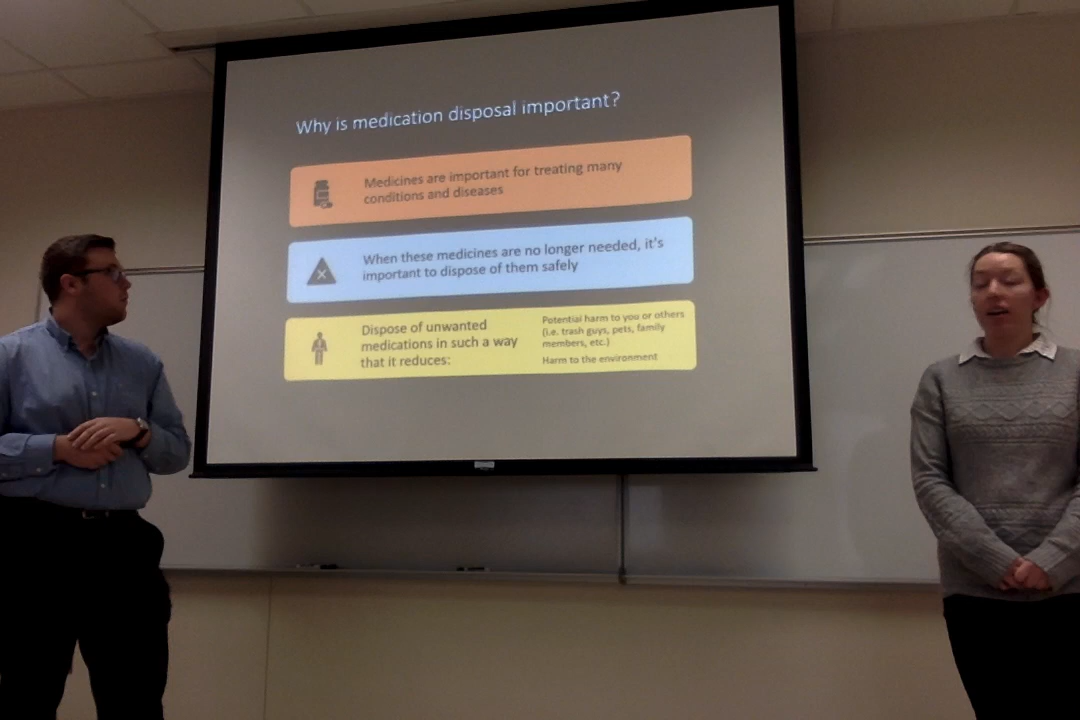 Why is medication disposal important?
Medicines are important for treating many
conditions and diseases
When these medicines are no longer needed, it's
important to dispose of them safely
Dispose of unwanted
medications in such a way
that it reduces:
Potential harm to you or others
(i.e. trash guys, pets, family
members, etc.)
Harm to the environment